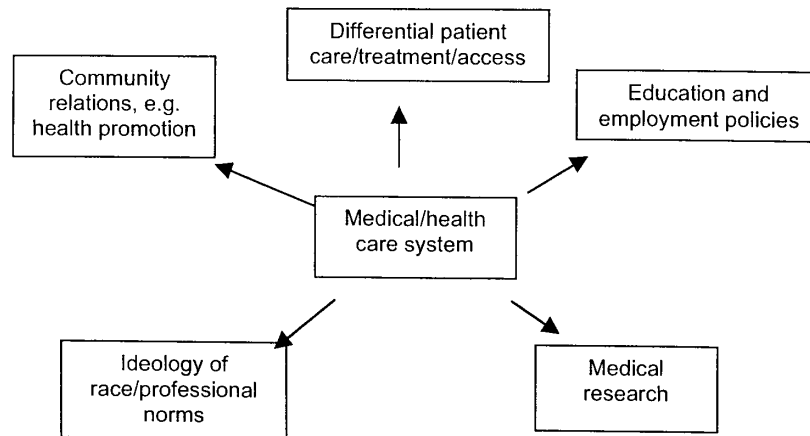 Differential patient
care/treatment/access
Community
relations, e.g.
health promotion
Education and
employment policies
Medical/health
care system
Ideology of
race/professional
norms
Medical
research